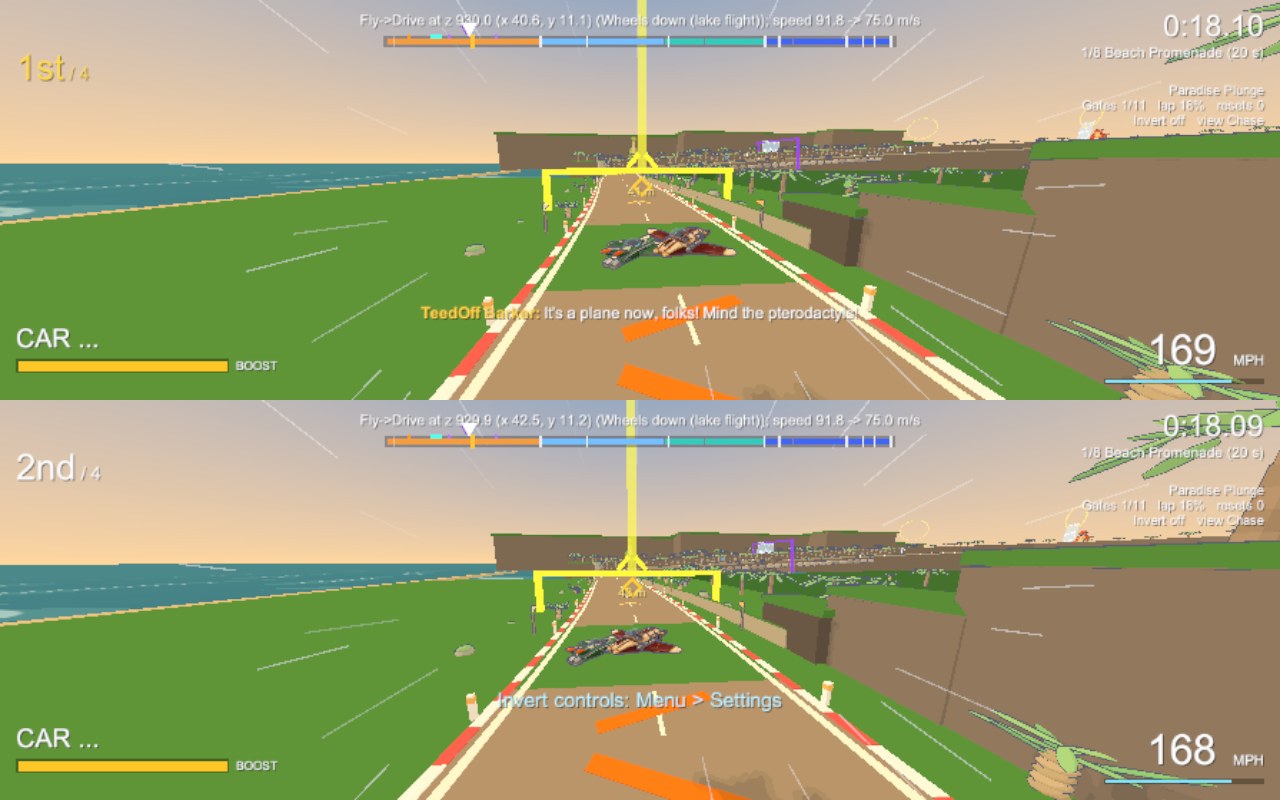 Fly->Drive at z 930.0 (x 40.6, y 11.1) (Wheels down (lake flight)); speed 91.8 -> 75.0 m/s
0:18.10
1/8 Beach Promenade (20 s)
1st / 4
Paradise Plunge
Gates 1/11 lap 16% resets 0
Invert off view Chase
TeedOff Barker: It's a plane now, folks! Mind the pterodactyls!
CAR ...
BOOST
169 MPH
Fly->Drive at z 929.9 (x 42.5, y 11.2) (Wheels down (lake flight)); speed 91.8 -> 75.0 m/s
0:18.09
1/8 Beach Promenade (20 s)
2nd / 4
Paradise Plunge
Gates 1/11 lap 16% resets 0
Invert off view Chase
Invert controls: Menu > Settings
CAR ...
BOOST
168 MPH